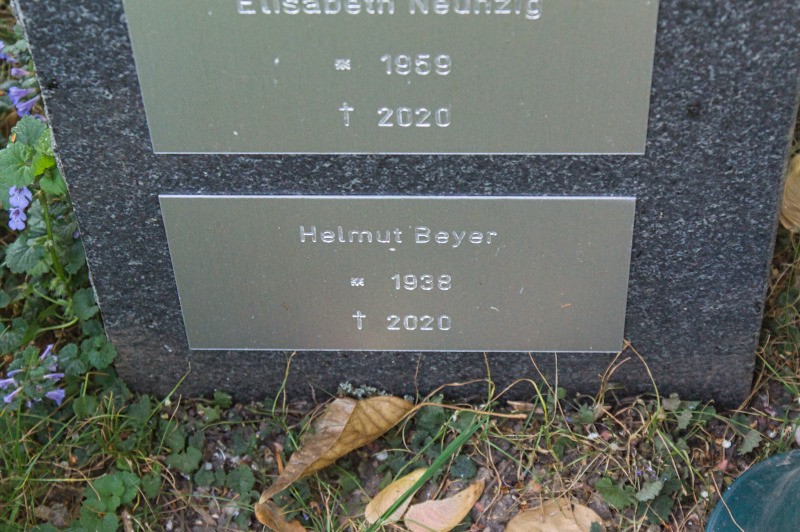 Elisabeth Neunzig
* 1959
† 2020
Helmut Beyer
* 1938
† 2020